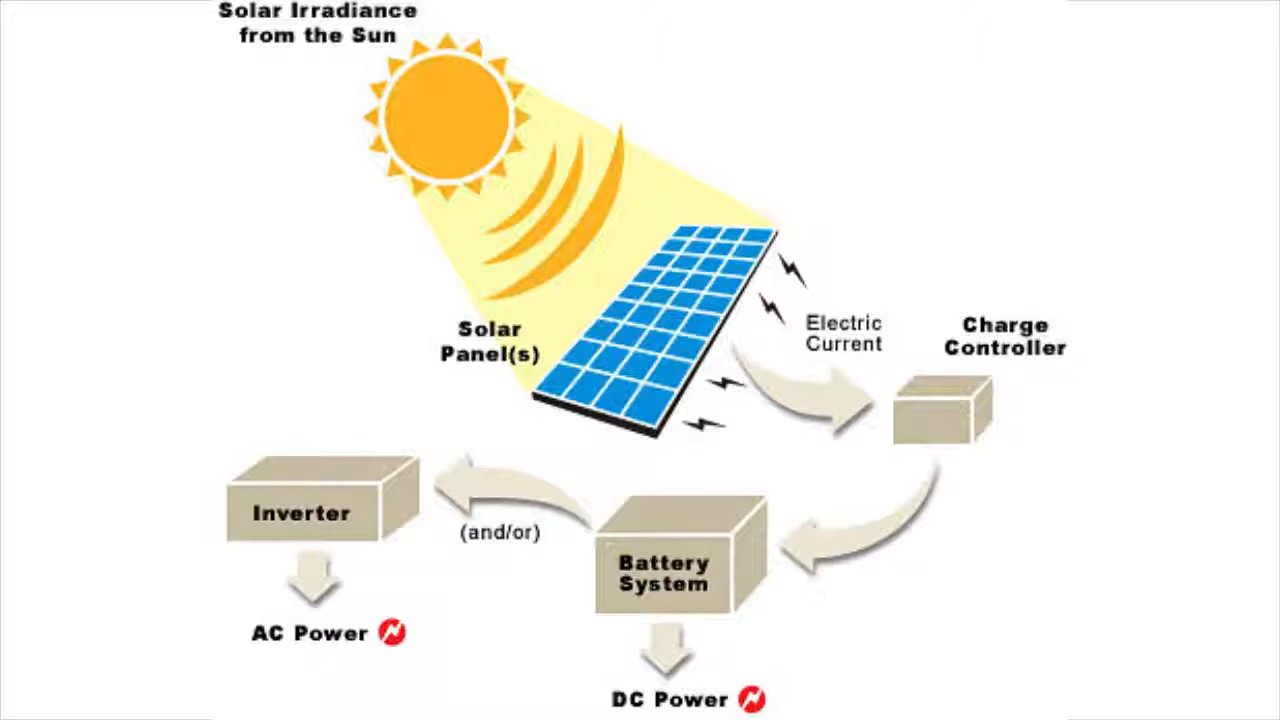 Solar Irradiance
from the Sun
Solar
Panel(s)
Electric
Current
Charge
Controller
Inverter
(and/or)
Battery
System
AC Power
DC Power